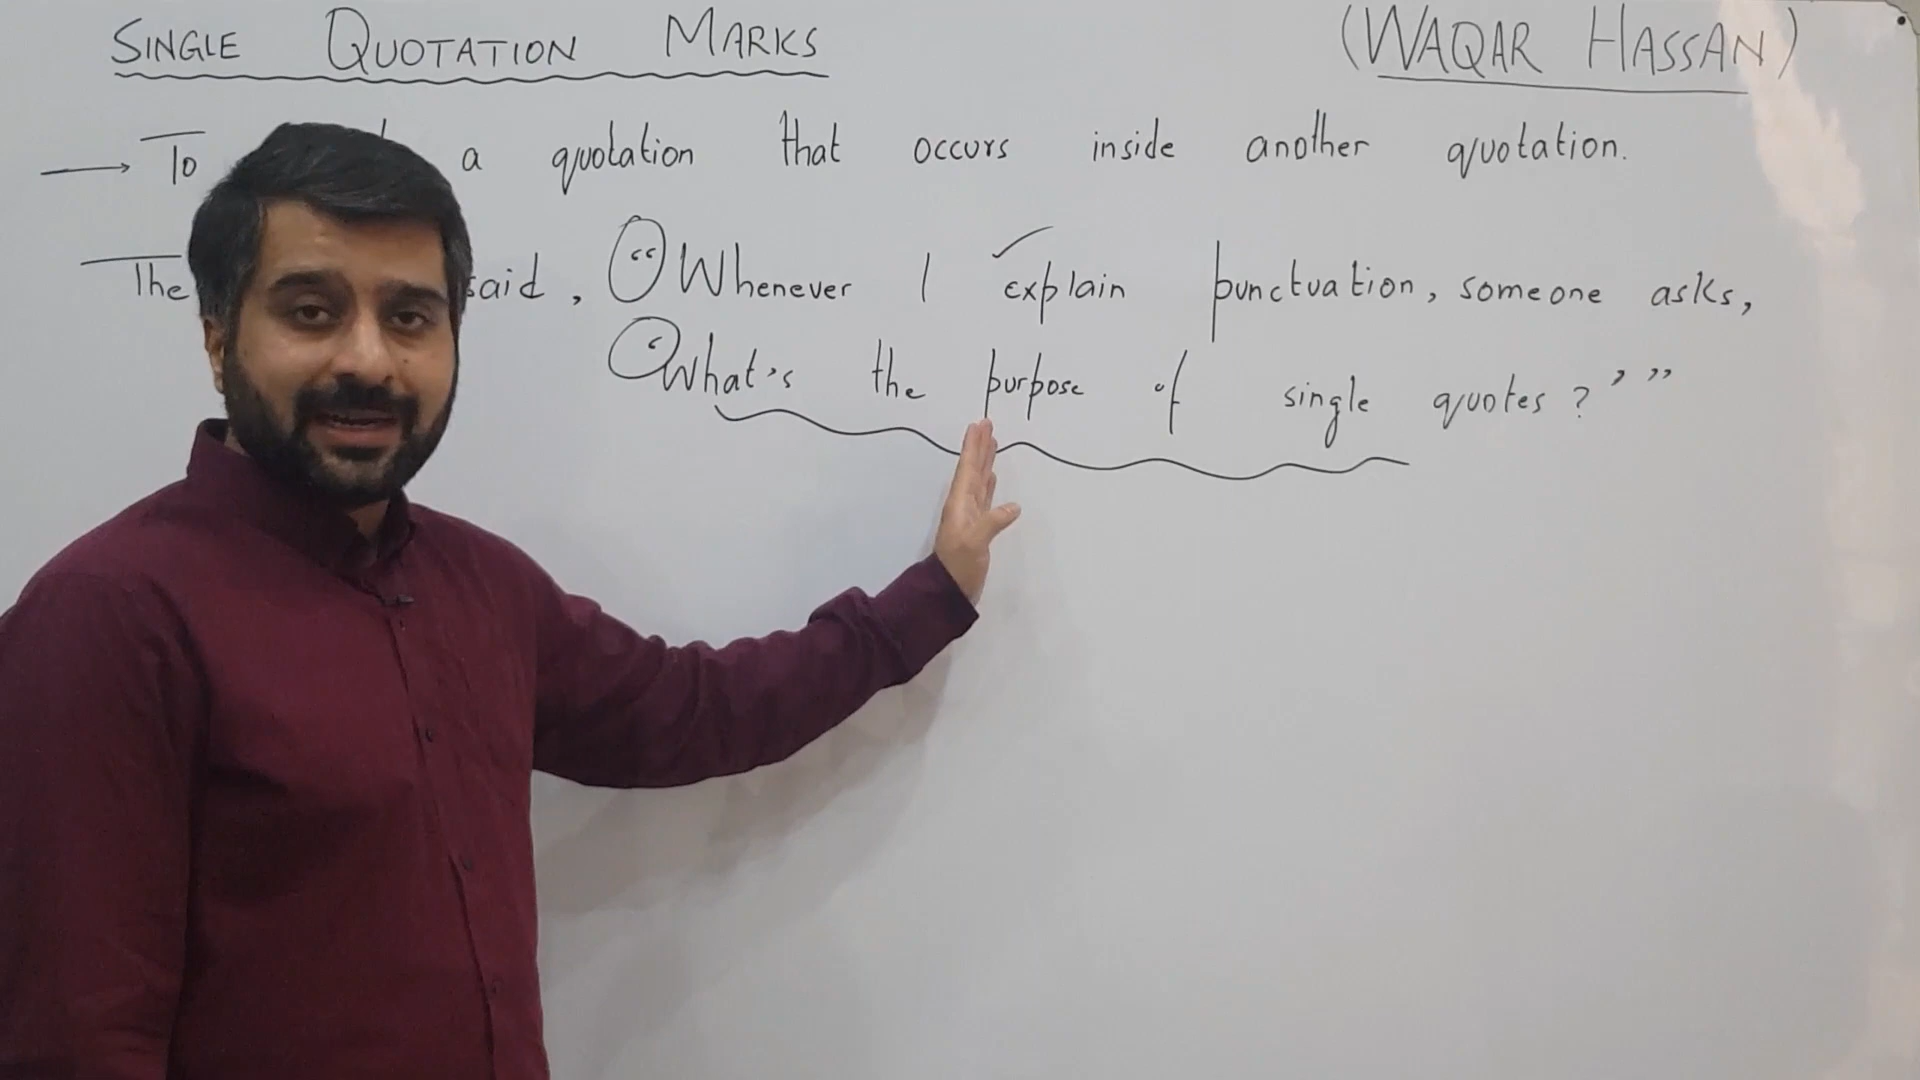 SINGLE QUOTATION MARKS
(WAQAR HASSAN)
→ To a quotation that occurs inside another quotation.
The said, “Whenever I explain punctuation, someone asks,
‘What's the purpose of single quotes?’”